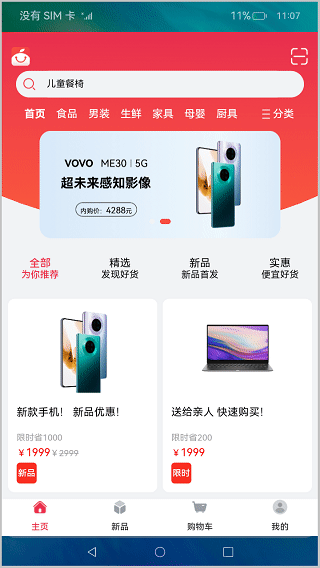 没有 SIM 卡 11% 11:07
儿童餐椅
首页 食品 男装 生鲜 家具 母婴 厨具 分类
VOVO ME30 5G
超未来感知影像
内购价：4288元
全部 精选 新品 实惠
为你推荐 发现好货 新品首发 便宜好货
新款手机！ 新品优惠！
限时省1000
￥1999 ￥2999
新品
送给亲人 快速购买！
限时省200
￥1999
限时
主页 新品 购物车 我的